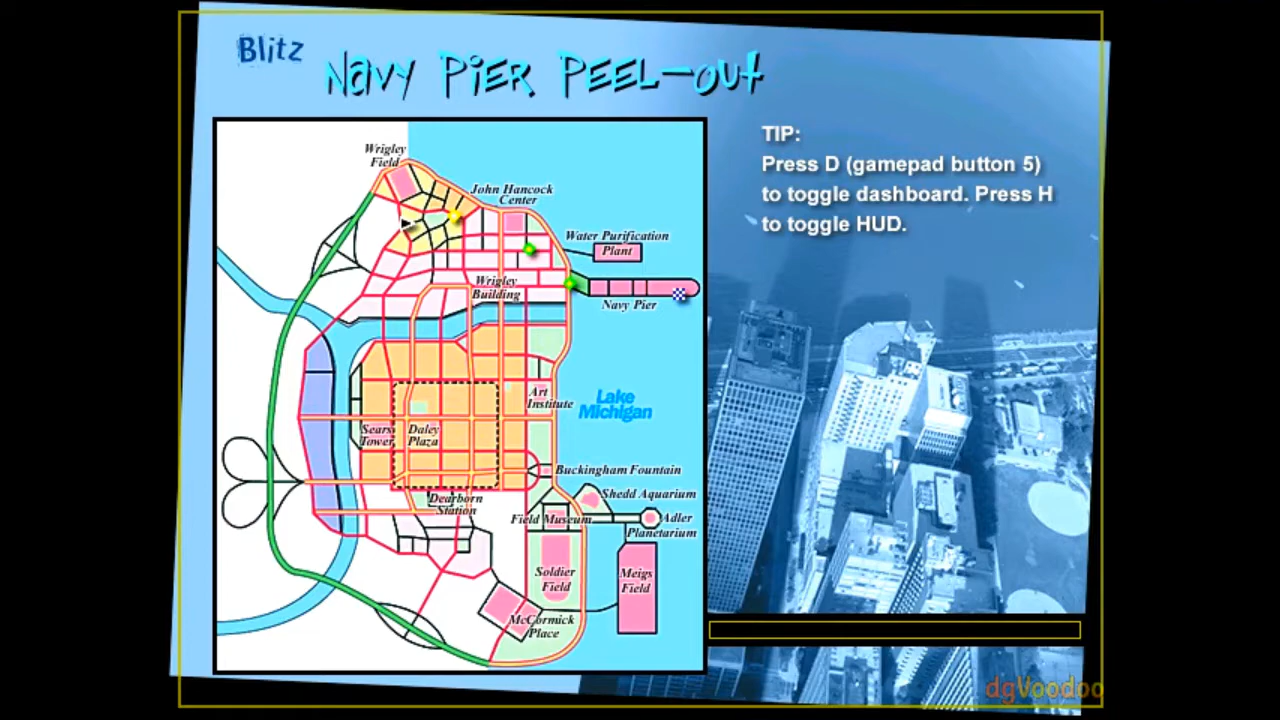 Blitz
Navy Pier Peel-Out
TIP:
Press D (gamepad button 5)
to toggle dashboard. Press H
to toggle HUD.
Wrigley
Field
John Hancock
Center
Water Purification
Plant
Wrigley
Building
Navy Pier
Art
Institute
Lake
Michigan
Sears
Tower
Daley
Plaza
Buckingham Fountain
Shedd Aquarium
Dearborn
Station
Field Museum
Adler
Planetarium
Soldier
Field
Meigs
Field
McCormick
Place
dgVoodoo